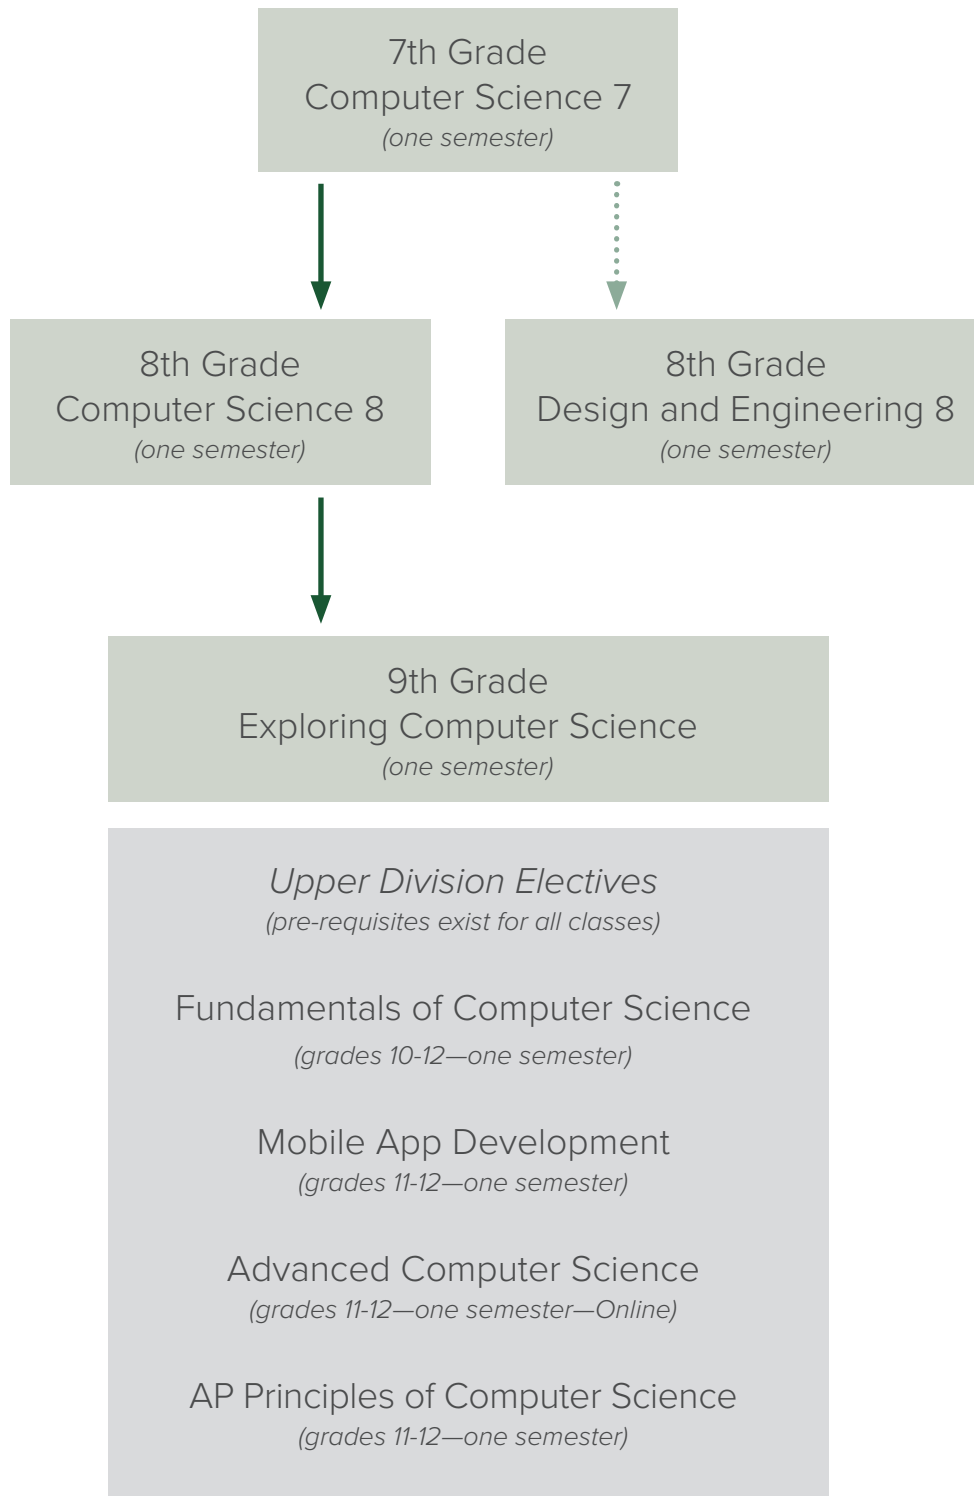 7th Grade
Computer Science 7
(one semester)
8th Grade
Computer Science 8
(one semester)
8th Grade
Design and Engineering 8
(one semester)
9th Grade
Exploring Computer Science
(one semester)
Upper Division Electives
(pre-requisites exist for all classes)
Fundamentals of Computer Science
(grades 10-12—one semester)
Mobile App Development
(grades 11-12—one semester)
Advanced Computer Science
(grades 11-12—one semester—Online)
AP Principles of Computer Science
(grades 11-12—one semester)